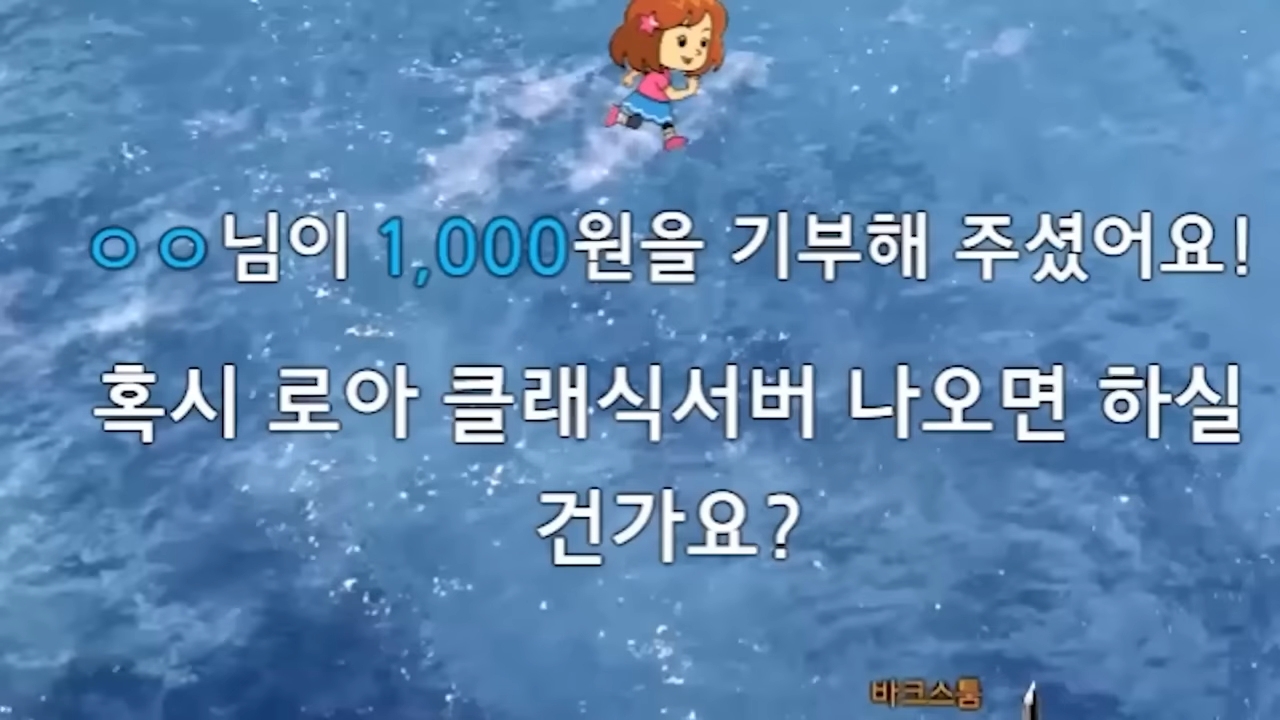 ㅇㅇ님이 1,000원을 기부해 주셨어요!
혹시 로아 클래식서버 나오면 하실
건가요?
바크스톰